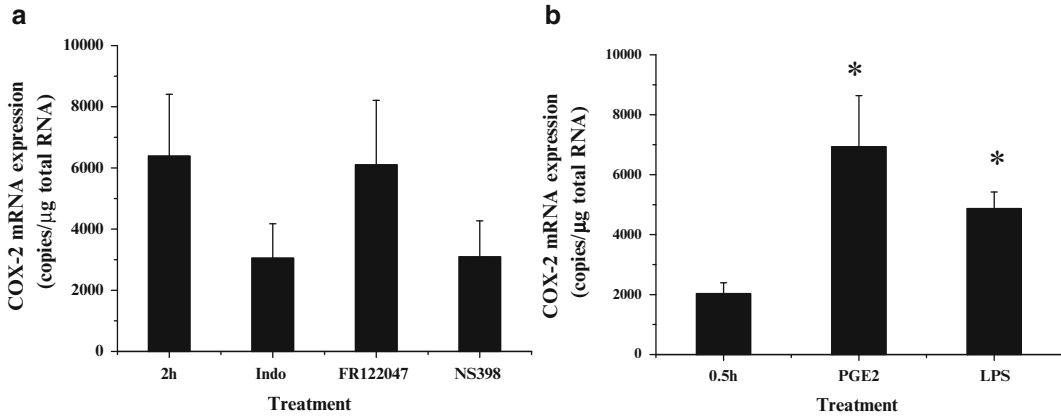 a
COX-2 mRNA expression
(copies/μg total RNA)
10000
8000
6000
4000
2000
0
2h Indo FR122047 NS398
Treatment
b
COX-2 mRNA expression
(copies/μg total RNA)
10000
8000
6000
4000
2000
0
*
*
0.5h PGE2 LPS
Treatment